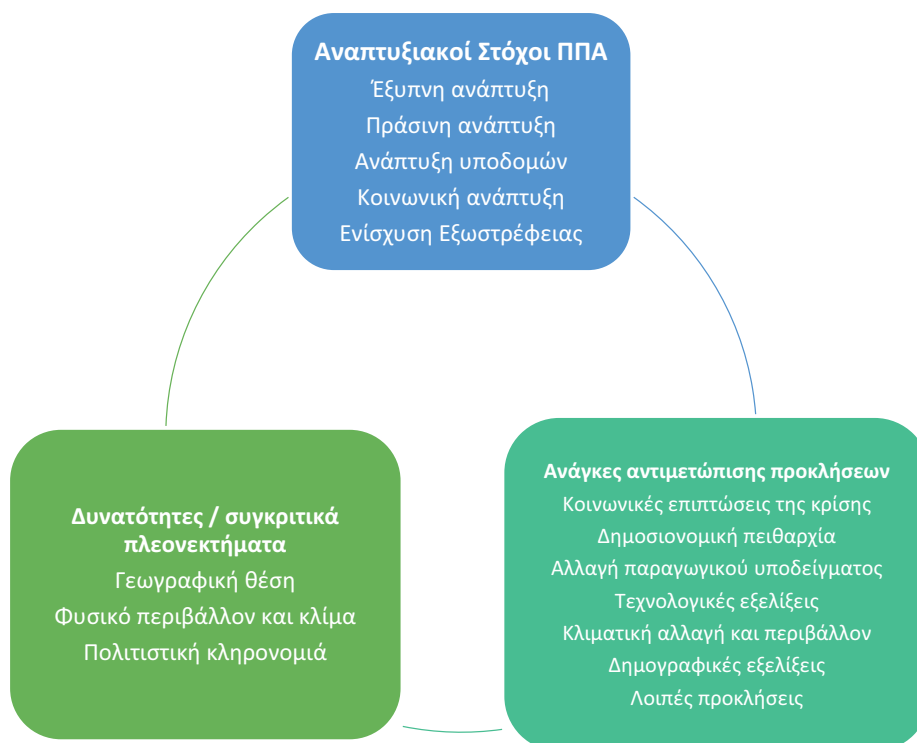 Αναπτυξιακοί Στόχοι ΠΠΑ
Έξυπνη ανάπτυξη
Πράσινη ανάπτυξη
Ανάπτυξη υποδομών
Κοινωνική ανάπτυξη
Ενίσχυση Εξωστρέφειας
Δυνατότητες / συγκριτικά
πλεονεκτήματα
Γεωγραφική θέση
Φυσικό περιβάλλον και κλίμα
Πολιτιστική κληρονομιά
Ανάγκες αντιμετώπισης προκλήσεων
Κοινωνικές επιπτώσεις της κρίσης
Δημοσιονομική πειθαρχία
Αλλαγή παραγωγικού υποδείγματος
Τεχνολογικές εξελίξεις
Κλιματική αλλαγή και περιβάλλον
Δημογραφικές εξελίξεις
Λοιπές προκλήσεις